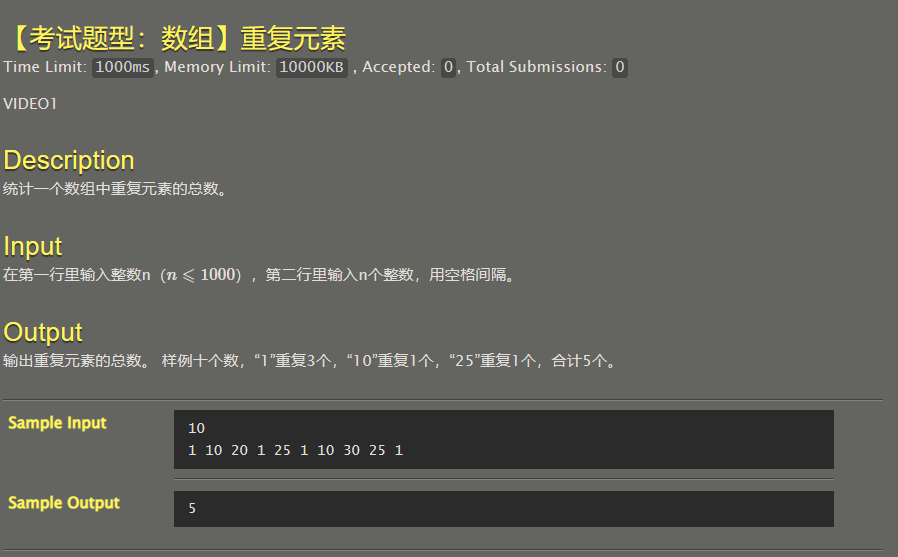 【考试题型：数组】重复元素
Time Limit: 1000ms , Memory Limit: 10000KB , Accepted: 0 , Total Submissions: 0
VIDEO1
Description
统计一个数组中重复元素的总数。
Input
在第一行里输入整数n（n ⩽ 1000），第二行里输入n个整数，用空格间隔。
Output
输出重复元素的总数。 样例十个数，“1”重复3个，“10”重复1个，“25”重复1个，合计5个。
Sample Input
10
1 10 20 1 25 1 10 30 25 1
Sample Output
5